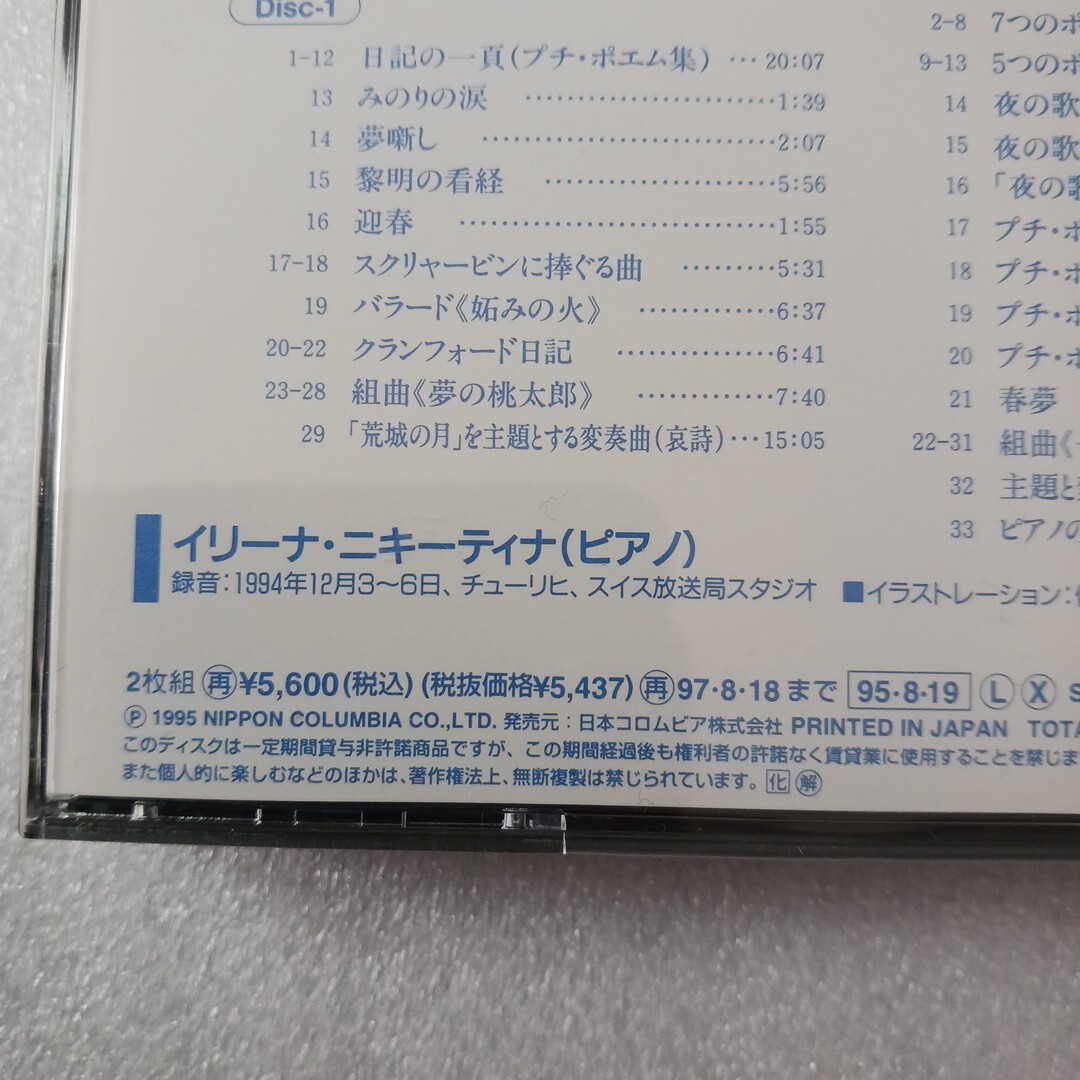 Disc-1
1-12 日記の一頁(プチ・ポエム集) … 20:07
13 みのりの涙 ………………………… 1:39
14 夢噺し ………………………… 2:07
15 黎明の看経 ………………… 5:56
16 迎春 ………………………… 1:55
17-18 スクリャービンに捧ぐる曲 ……… 5:31
19 バラード《妬みの火》 …………… 6:37
20-22 クランフォード日記 …………… 6:41
23-28 組曲《夢の桃太郎》 …………… 7:40
29 「荒城の月」を主題とする変奏曲(哀詩) … 15:05
2-8 7つのポ
9-13 5つのポ
14 夜の歌
15 夜の歌
16 「夜の歌
17 プチ・ポ
18 プチ・ポ
19 プチ・ポ
20 プチ・ポ
21 春夢
22-31 組曲《
32 主題と
33 ピアノの
イリーナ・ニキーティナ(ピアノ)
録音:1994年12月3〜6日、チューリヒ、スイス放送局スタジオ ■イラストレーション:
2枚組 再 ¥5,600(税込) (税抜価格¥5,437) 再 97・8・18 まで 95・8・19 L X S
Ⓟ 1995 NIPPON COLUMBIA CO.,LTD. 発売元:日本コロムビア株式会社 PRINTED IN JAPAN TOTA
このディスクは一定期間貸与非許諾商品ですが、この期間経過後も権利者の許諾なく賃貸業に使用することを禁じま
また個人的に楽しむなどのほかは、著作権法上、無断複製は禁じられています。化 解